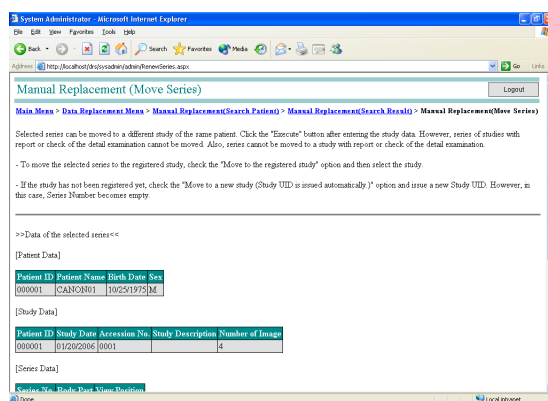 System Administrator - Microsoft Internet Explorer
File Edit View Favorites Tools Help
Back Search Favorites Media
Address http://localhost/drs/sysadmin/admin/RenewSeries.aspx Go Links
Manual Replacement (Move Series) Logout
Main Menu > Data Replacement Menu > Manual Replacement(Search Patient) > Manual Replacement(Search Result) > Manual Replacement(Move Series)
Selected series can be moved to a different study of the same patient. Click the "Execute" button after entering the study data. However, series of studies with
report or check of the detail examination cannot be moved. Also, series cannot be moved to a study with report or check of the detail examination.
- To move the selected series to the registered study, check the "Move to the registered study" option and then select the study.
- If the study has not been registered yet, check the "Move to a new study (Study UID is issued automatically.)" option and issue a new Study UID. However, in
this case, Series Number becomes empty.
>>Data of the selected series<<
[Patient Data]
Patient ID Patient Name Birth Date Sex
000001 CANON01 10/25/1975 M
[Study Data]
Patient ID Study Date Accession No. Study Description Number of Image
000001 01/20/2006 0001 4
[Series Data]
Series No. Body Part View Position
Done Local intranet